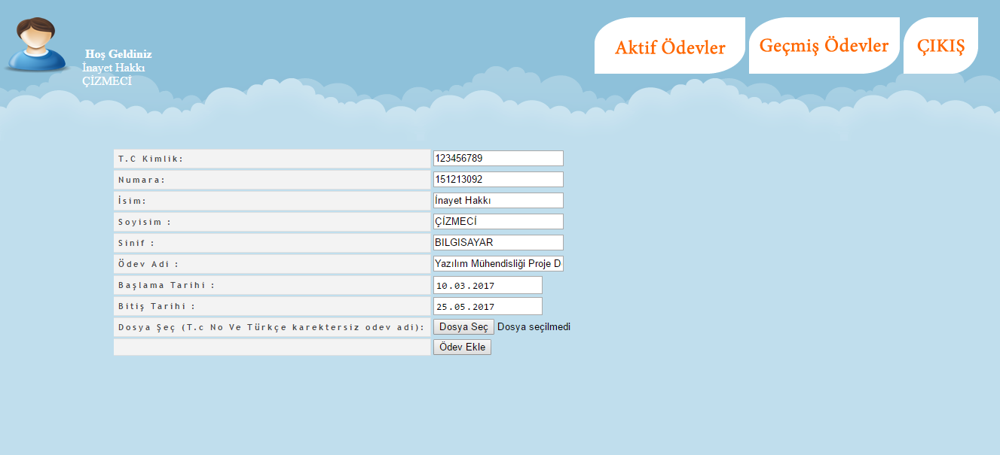 Hoş Geldiniz
İnayet Hakkı
ÇİZMECİ
Aktif Ödevler
Geçmiş Ödevler
ÇIKIŞ
T.C Kimlik: 123456789
Numara: 151213092
İsim: İnayet Hakkı
Soyisim : ÇİZMECİ
Sinif : BILGISAYAR
Ödev Adi : Yazılım Mühendisliği Proje D
Başlama Tarihi : 10.03.2017
Bitiş Tarihi : 25.05.2017
Dosya Şeç (T.c No Ve Türkçe karektersiz odev adi): Dosya Seç Dosya seçilmedi
Ödev Ekle